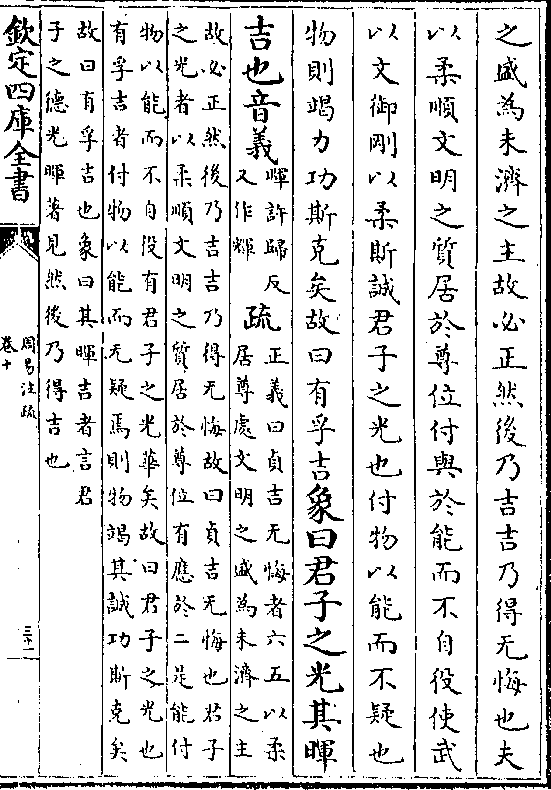 之盛為未濟之主故必正然後乃吉吉乃得无悔也夫
以柔順文明之質居於尊位付與於能而不自役使武
以文御剛以柔斯誠君子之光也付物以能而不疑也
物則竭力功斯克矣故曰有孚吉象曰君子之光其暉
吉也音義
暉許歸反
又作輝
疏
正義曰貞吉无悔者六五以柔
居尊處文明之盛為未濟之主
故必正然後乃吉吉乃得无悔故曰貞吉无悔也君子
之光者以柔順文明之質居於尊位有應於二是能付
物以能而不自役有君子之光華矣故曰君子之光也
有孚吉者付物以能而无疑焉則物竭其誠功斯克矣
故曰有孚吉也象曰其暉吉者言君
子之德光暉著見然後乃得吉也
欽定四庫全書
周易注疏
卷十
三十二